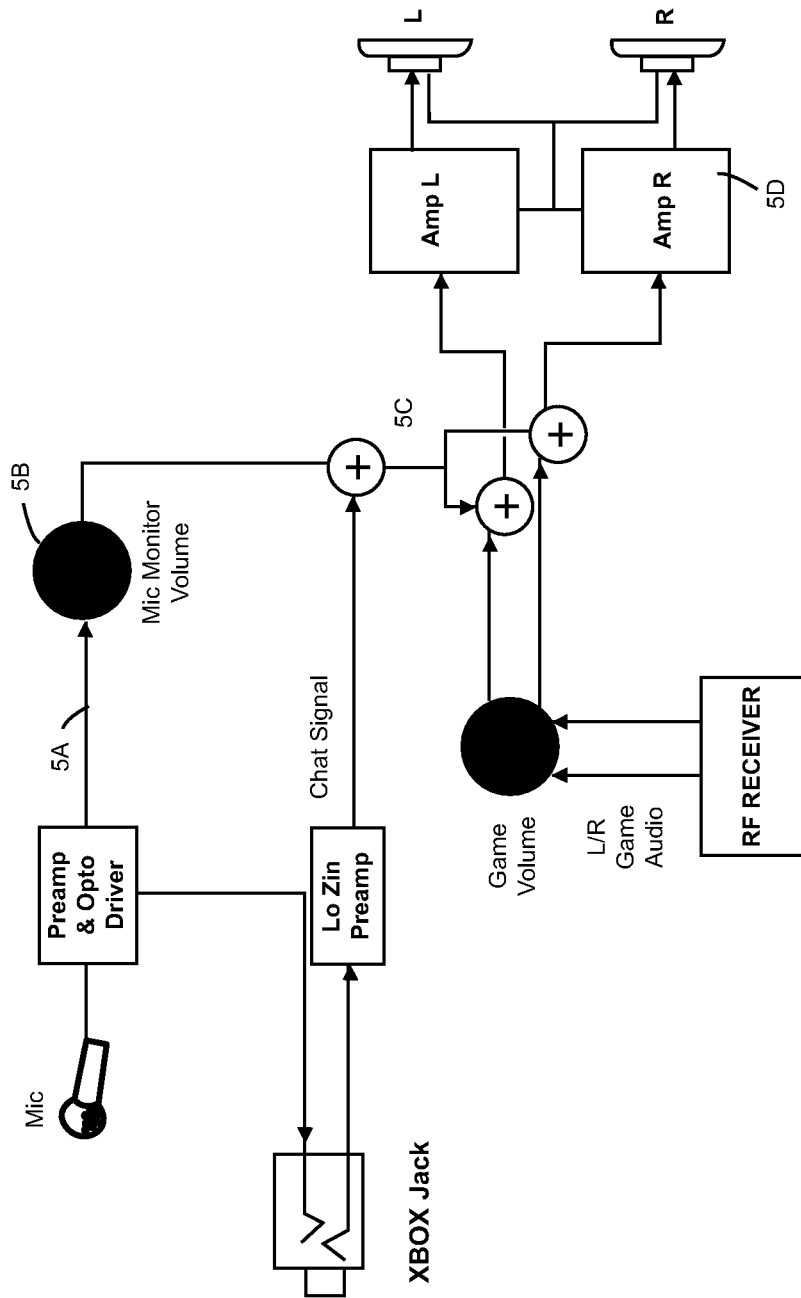 Mic
Preamp
& Opto
Driver
5A
5B
Mic Monitor
Volume
XBOX Jack
Lo Zin
Preamp
Chat Signal
5C
Game
Volume
L/R
Game
Audio
RF RECEIVER
Amp L
Amp R
5D
L
R